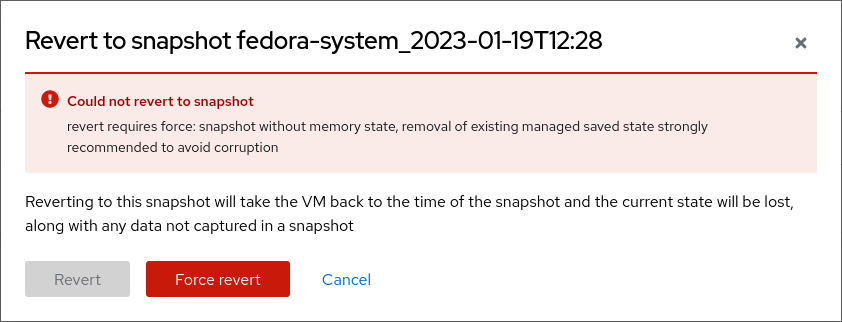 Revert to snapshot fedora-system_2023-01-19T12:28
Could not revert to snapshot
revert requires force: snapshot without memory state, removal of existing managed saved state strongly
recommended to avoid corruption
Reverting to this snapshot will take the VM back to the time of the snapshot and the current state will be lost,
along with any data not captured in a snapshot
Revert
Force revert
Cancel